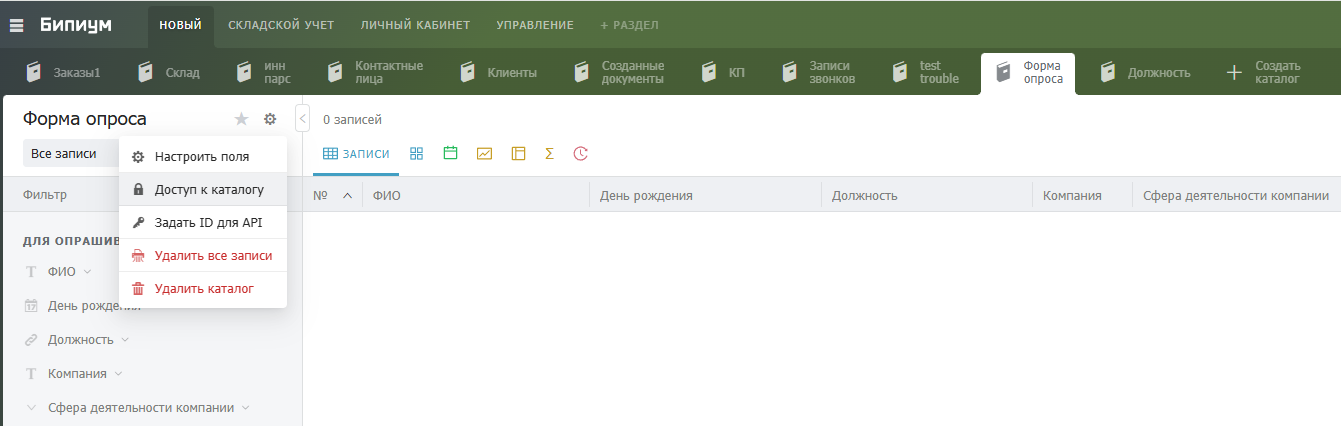 Бипиум
НОВЫЙ
СКЛАДСКОЙ УЧЕТ
ЛИЧНЫЙ КАБИНЕТ
УПРАВЛЕНИЕ
+ РАЗДЕЛ
Заказы1
Склад
инн
парс
Контактные
лица
Клиенты
Созданные
документы
КП
Записи
звонков
test
trouble
Форма
опроса
Должность
Создать
каталог
Форма опроса
0 записей
Все записи
Настроить поля
Доступ к каталогу
Задать ID для API
Удалить все записи
Удалить каталог
ЗАПИСИ
Σ
Фильтр
№
ФИО
День рождения
Должность
Компания
Сфера деятельности компании
ДЛЯ ОПРАШИВ
T ФИО
17 День рождения
Должность
T Компания
Сфера деятельности компании